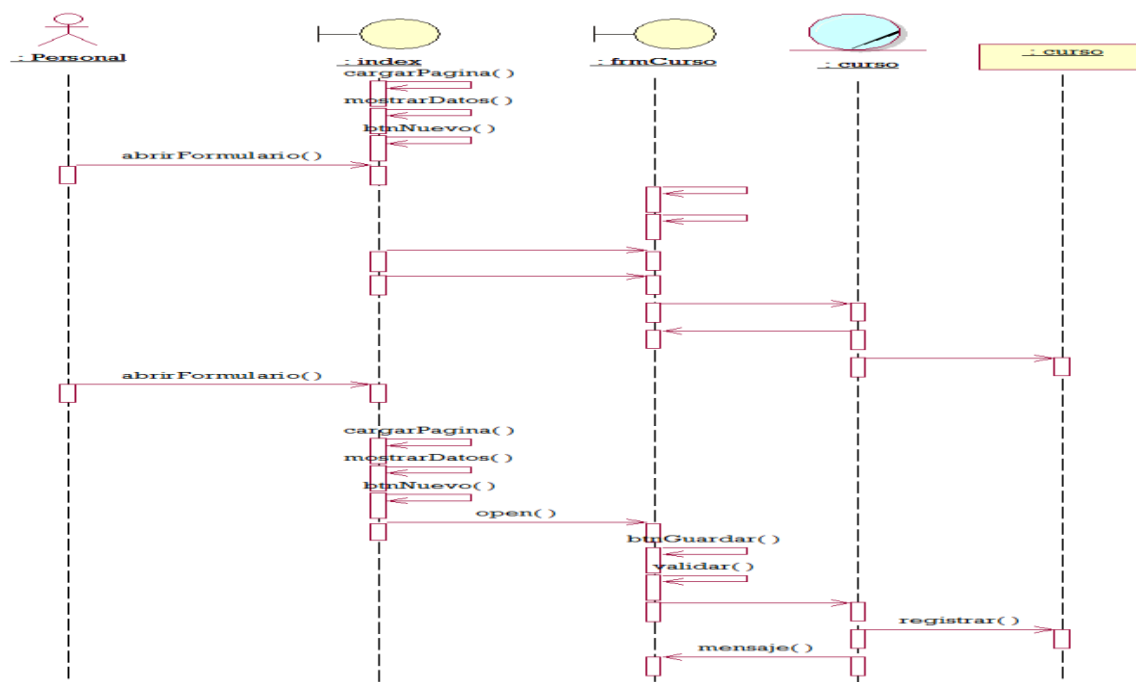 : Personal
: index
: frmCurso
: curso
: curso
cargarPagina( )
mostrarDatos( )
btnNuevo( )
abrirFormulario( )
abrirFormulario( )
cargarPagina( )
mostrarDatos( )
btnNuevo( )
open( )
btnGuardar( )
validar( )
registrar( )
mensaje( )